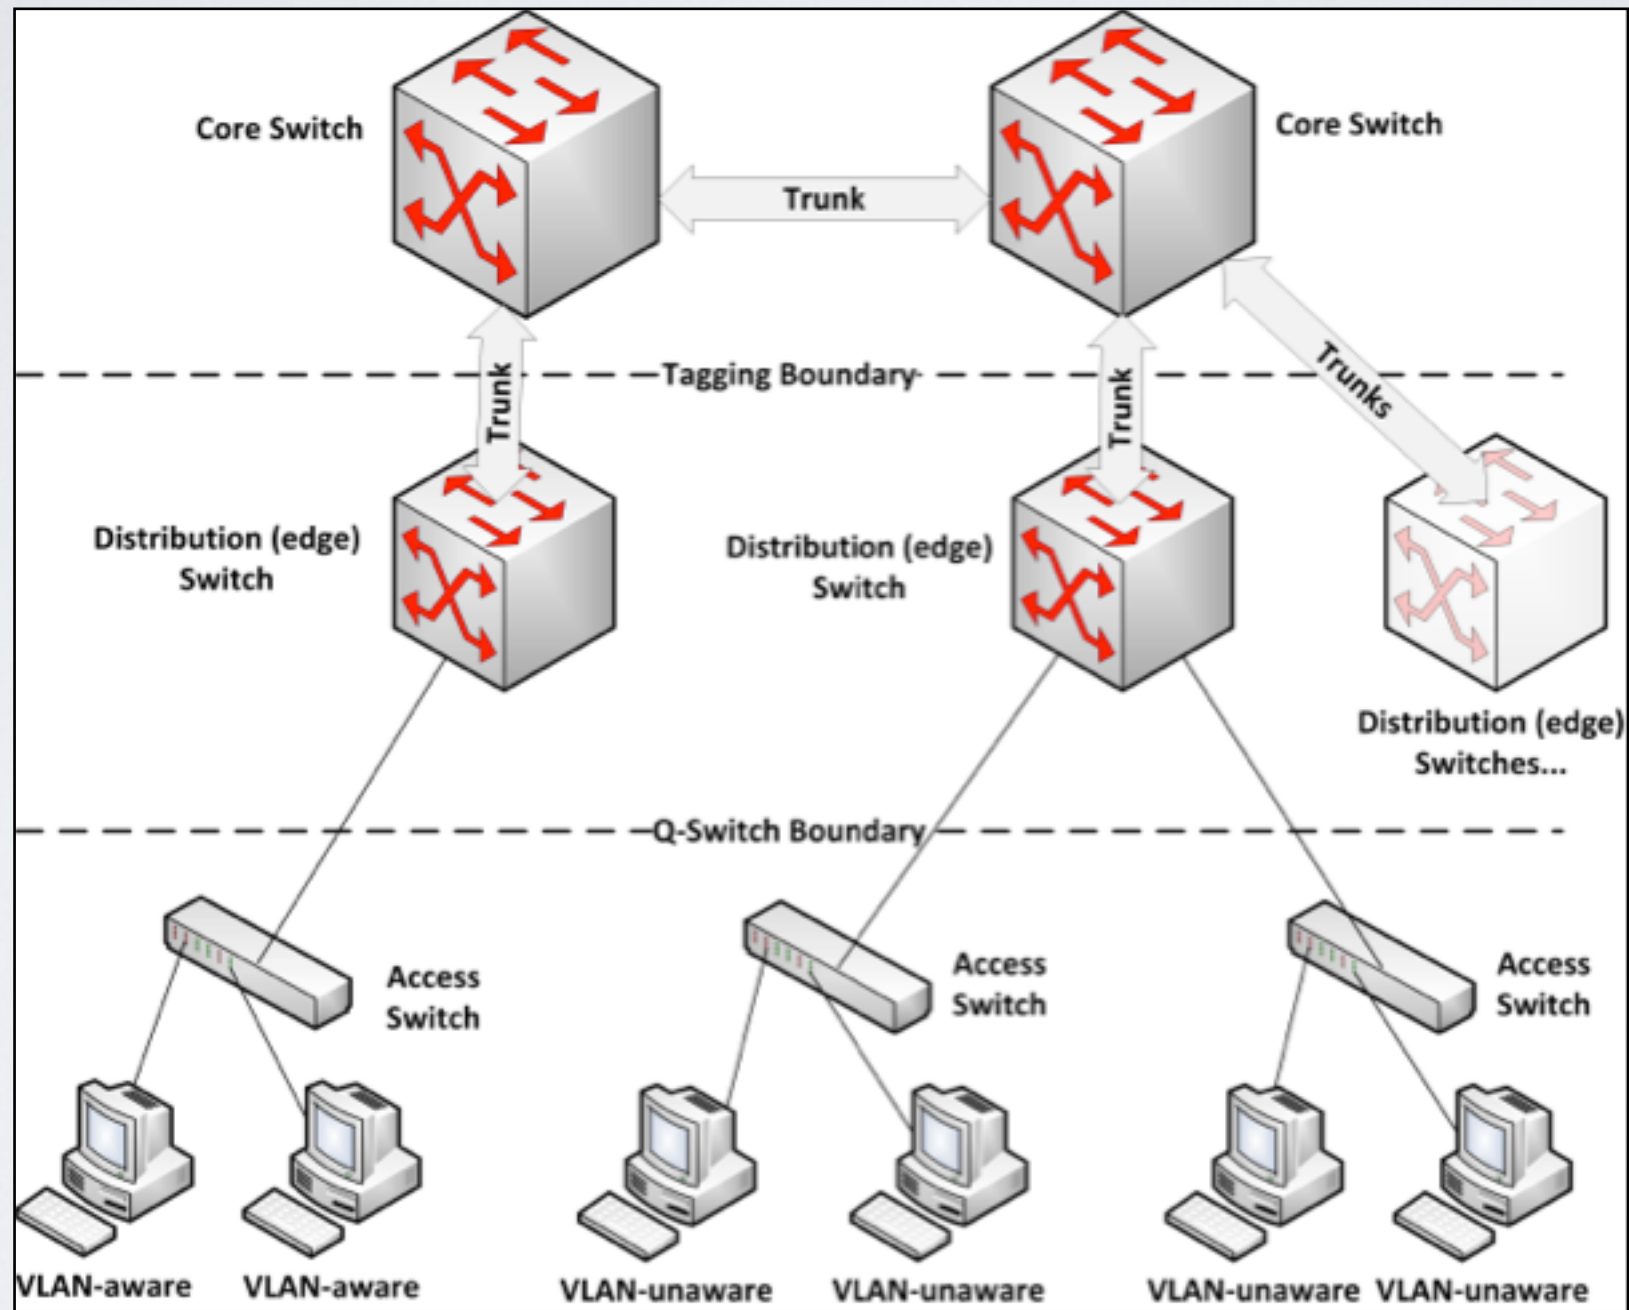 Core Switch
Core Switch
Trunk
Tagging Boundary
Trunk
Trunk
Trunks
Distribution (edge)
Switch
Distribution (edge)
Switch
Distribution (edge)
Switches...
Q-Switch Boundary
Access
Switch
Access
Switch
Access
Switch
VLAN-aware
VLAN-aware
VLAN-unaware
VLAN-unaware
VLAN-unaware
VLAN-unaware